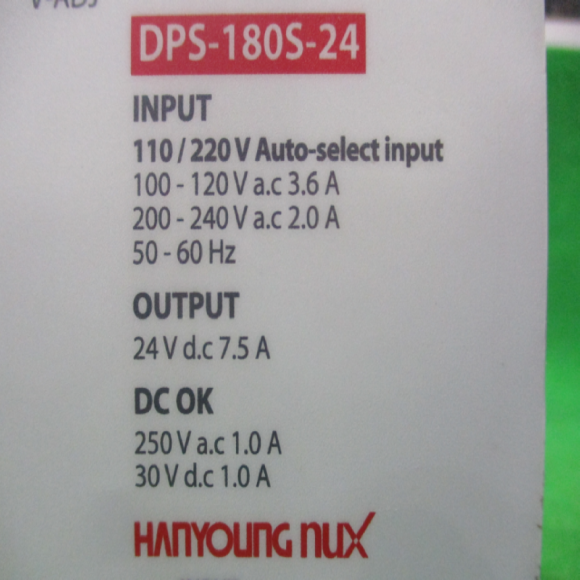 V-ADJ
DPS-180S-24
INPUT
110 / 220 V Auto-select input
100 - 120 V a.c 3.6 A
200 - 240 V a.c 2.0 A
50 - 60 Hz
OUTPUT
24 V d.c 7.5 A
DC OK
250 V a.c 1.0 A
30 V d.c 1.0 A
HANYOUNG NUX